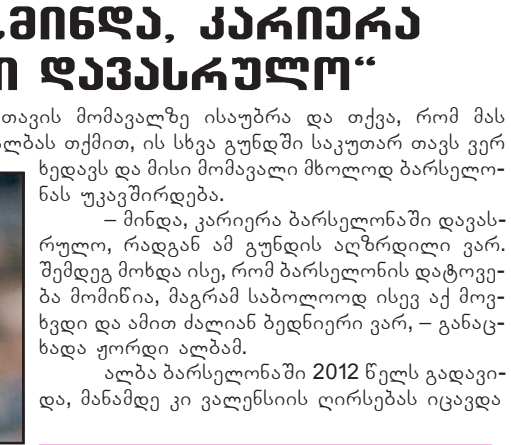 მინდა, კარიერა
დავასრულო“
თავის მომავალზე ისაუბრა და თქვა, რომ მას
თქმით, ის სხვა გუნდში საკუთარ თავს ვერ
ხედავს და მისი მომავალი მხოლოდ ბარსელო-
ნას უკავშირდება.
– მინდა, კარიერა ბარსელონაში დავას-
რულო, რადგან ამ გუნდის აღზრდილი ვარ.
შემდეგ მოხდა ისე, რომ ბარსელონის დატოვე-
ბა მომიწია, მაგრამ საბოლოოდ ისევ აქ მოვ-
ხვდი და ამით ძალიან ბედნიერი ვარ, – განაც-
ხადა ჟორდი ალბამ.
ალბა ბარსელონაში 2012 წელს გადავი-
და, მანამდე კი ვალენსიის ღირსებას იცავდა